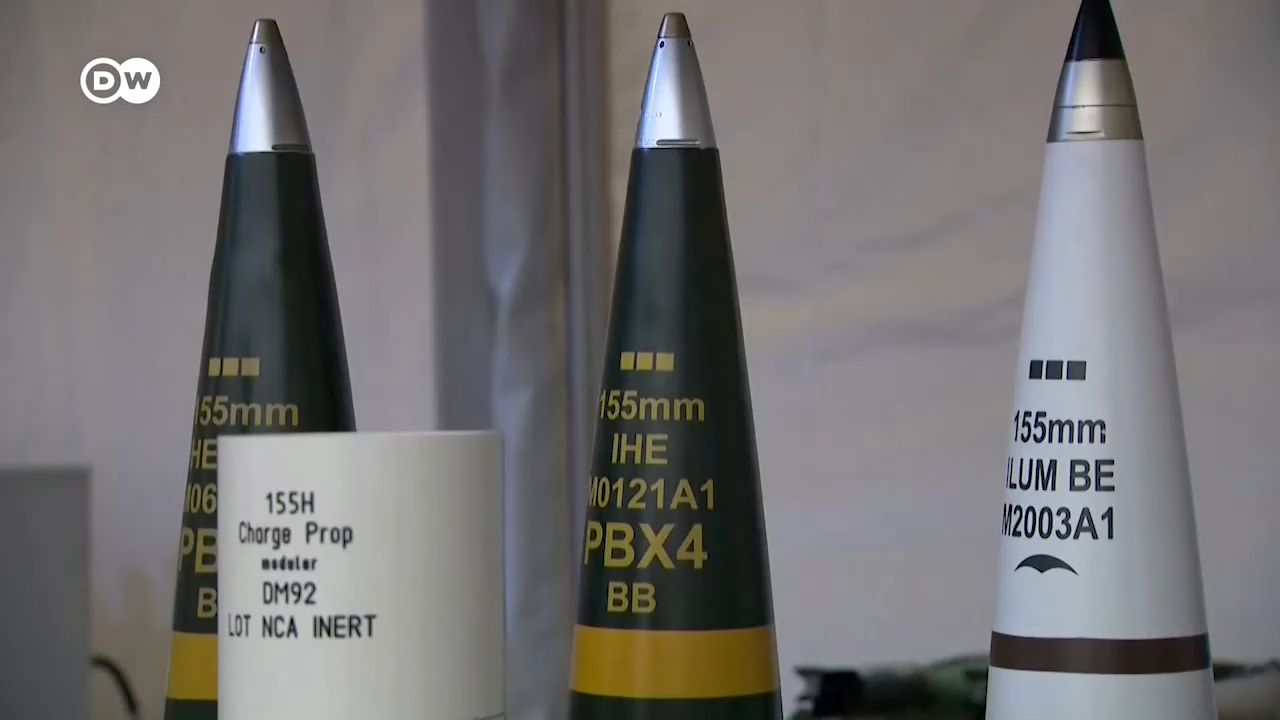 DW
155mm
155H
Charge Prop
modular
DM92
LOT NCA INERT
155mm
IHE
M0121A1
PBX4
BB
155mm
ILUM BE
M2003A1